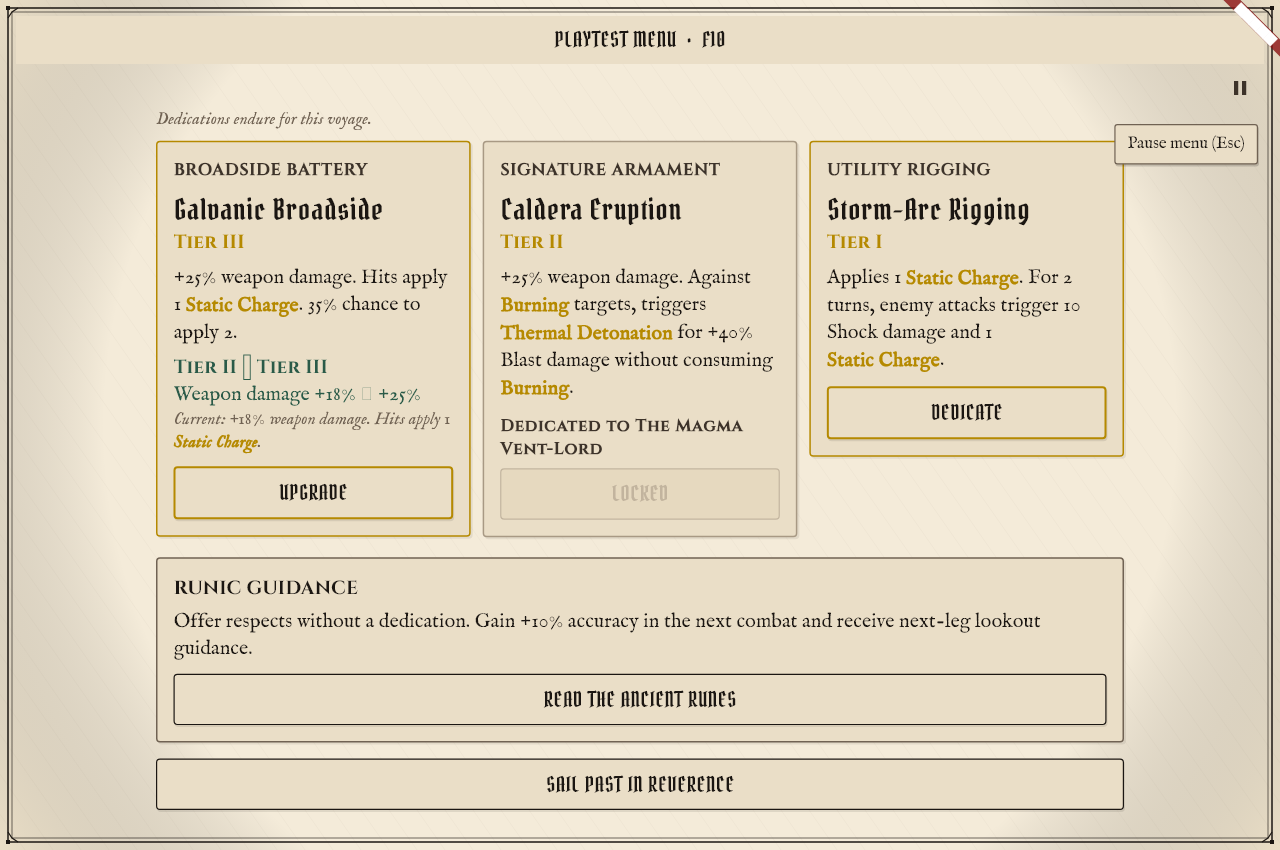 PLAYTEST MENU · F10
Dedications endure for this voyage.
Pause menu (Esc)
BROADSIDE BATTERY
Galvanic Broadside
TIER III
+25% weapon damage. Hits apply
1 Static Charge. 35% chance to
apply 2.
TIER II □ TIER III
Weapon damage +18% □ +25%
Current: +18% weapon damage. Hits apply 1
Static Charge.
UPGRADE
SIGNATURE ARMAMENT
Caldera Eruption
TIER II
+25% weapon damage. Against
Burning targets, triggers
Thermal Detonation for +40%
Blast damage without consuming
Burning.
DEDICATED TO THE MAGMA
VENT-LORD
LOCKED
UTILITY RIGGING
Storm-Arc Rigging
TIER I
Applies 1 Static Charge. For 2
turns, enemy attacks trigger 10
Shock damage and 1
Static Charge.
DEDICATE
RUNIC GUIDANCE
Offer respects without a dedication. Gain +10% accuracy in the next combat and receive next-leg lookout
guidance.
READ THE ANCIENT RUNES
SAIL PAST IN REVERENCE